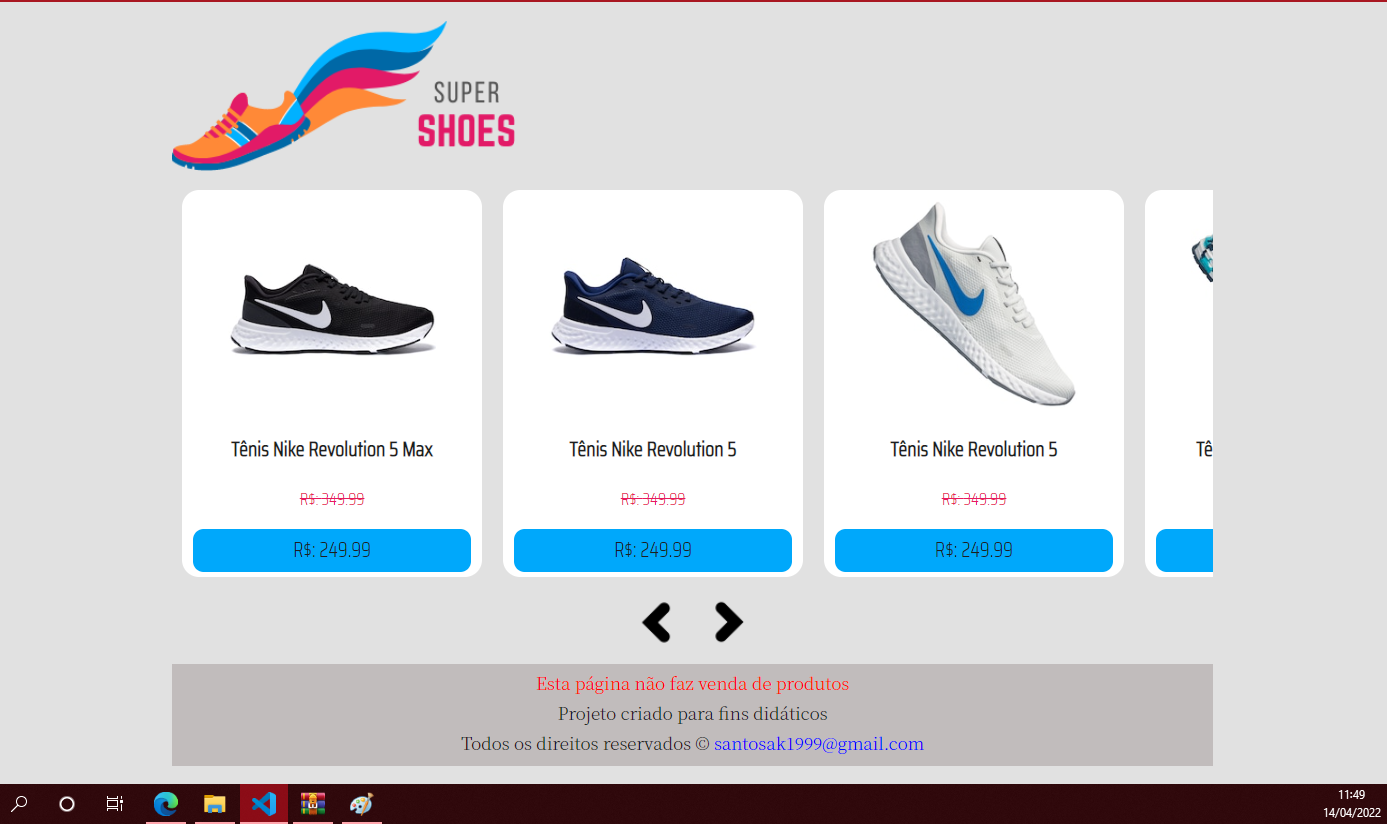 SUPER
SHOES
Tênis Nike Revolution 5 Max
R$: 349.99
R$: 249.99
Tênis Nike Revolution 5
R$: 349.99
R$: 249.99
Tênis Nike Revolution 5
R$: 349.99
R$: 249.99
Tê
Esta página não faz venda de produtos
Projeto criado para fins didáticos
Todos os direitos reservados © santosak1999@gmail.com
11:49
14/04/2022